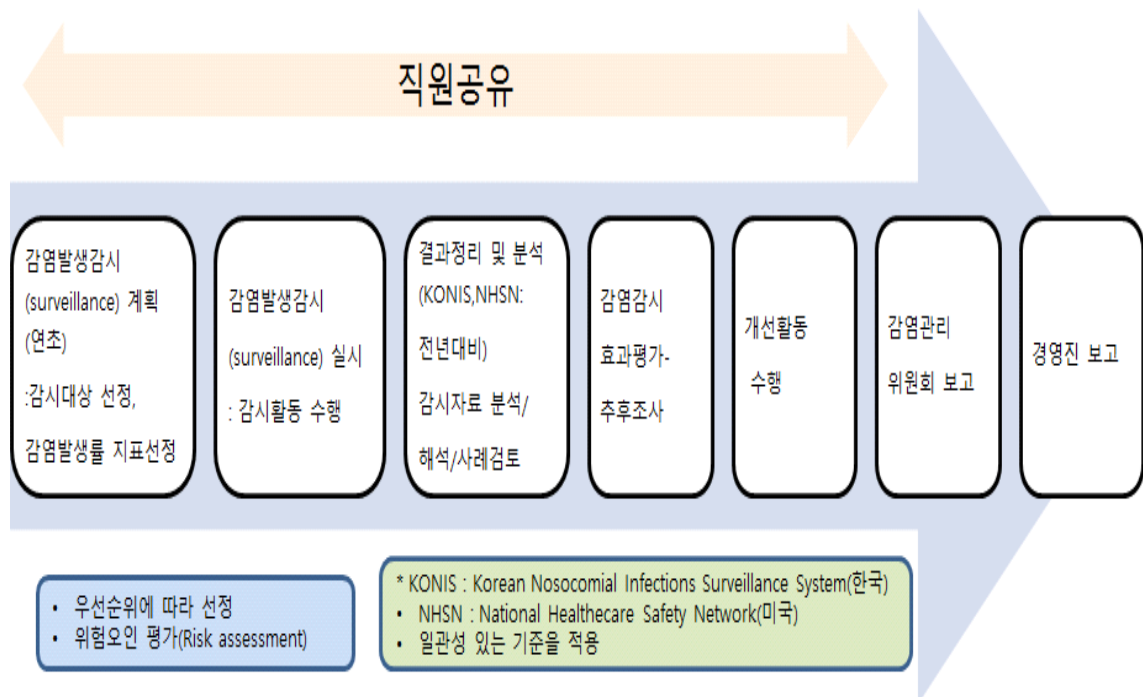 직원공유
감염발생감시
(surveillance) 계획
(연초)
:감시대상 선정,
감염발생률 지표선정
감염발생감시
(surveillance) 실시
: 감시활동 수행
결과정리 및 분석
(KONIS,NHSN:
전년대비)
감시자료 분석/
해석/사례검토
감염감시
효과평가-
추후조사
개선활동
수행
감염관리
위원회 보고
경영진 보고
• 우선순위에 따라 선정
• 위험오인 평가(Risk assessment)
* KONIS : Korean Nosocomial Infections Surveillance System(한국)
• NHSN : National Healthecare Safety Network(미국)
• 일관성 있는 기준을 적용